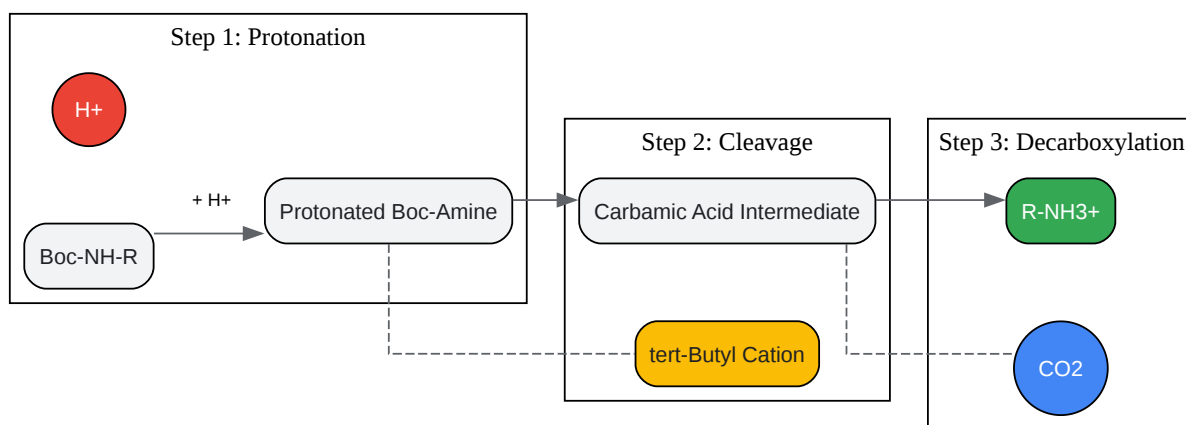 Step 1: Protonation
H+
+ H+
Boc-NH-R
Protonated Boc-Amine
Step 2: Cleavage
Carbamic Acid Intermediate
tert-Butyl Cation
Step 3: Decarboxylation
R-NH3+
CO2